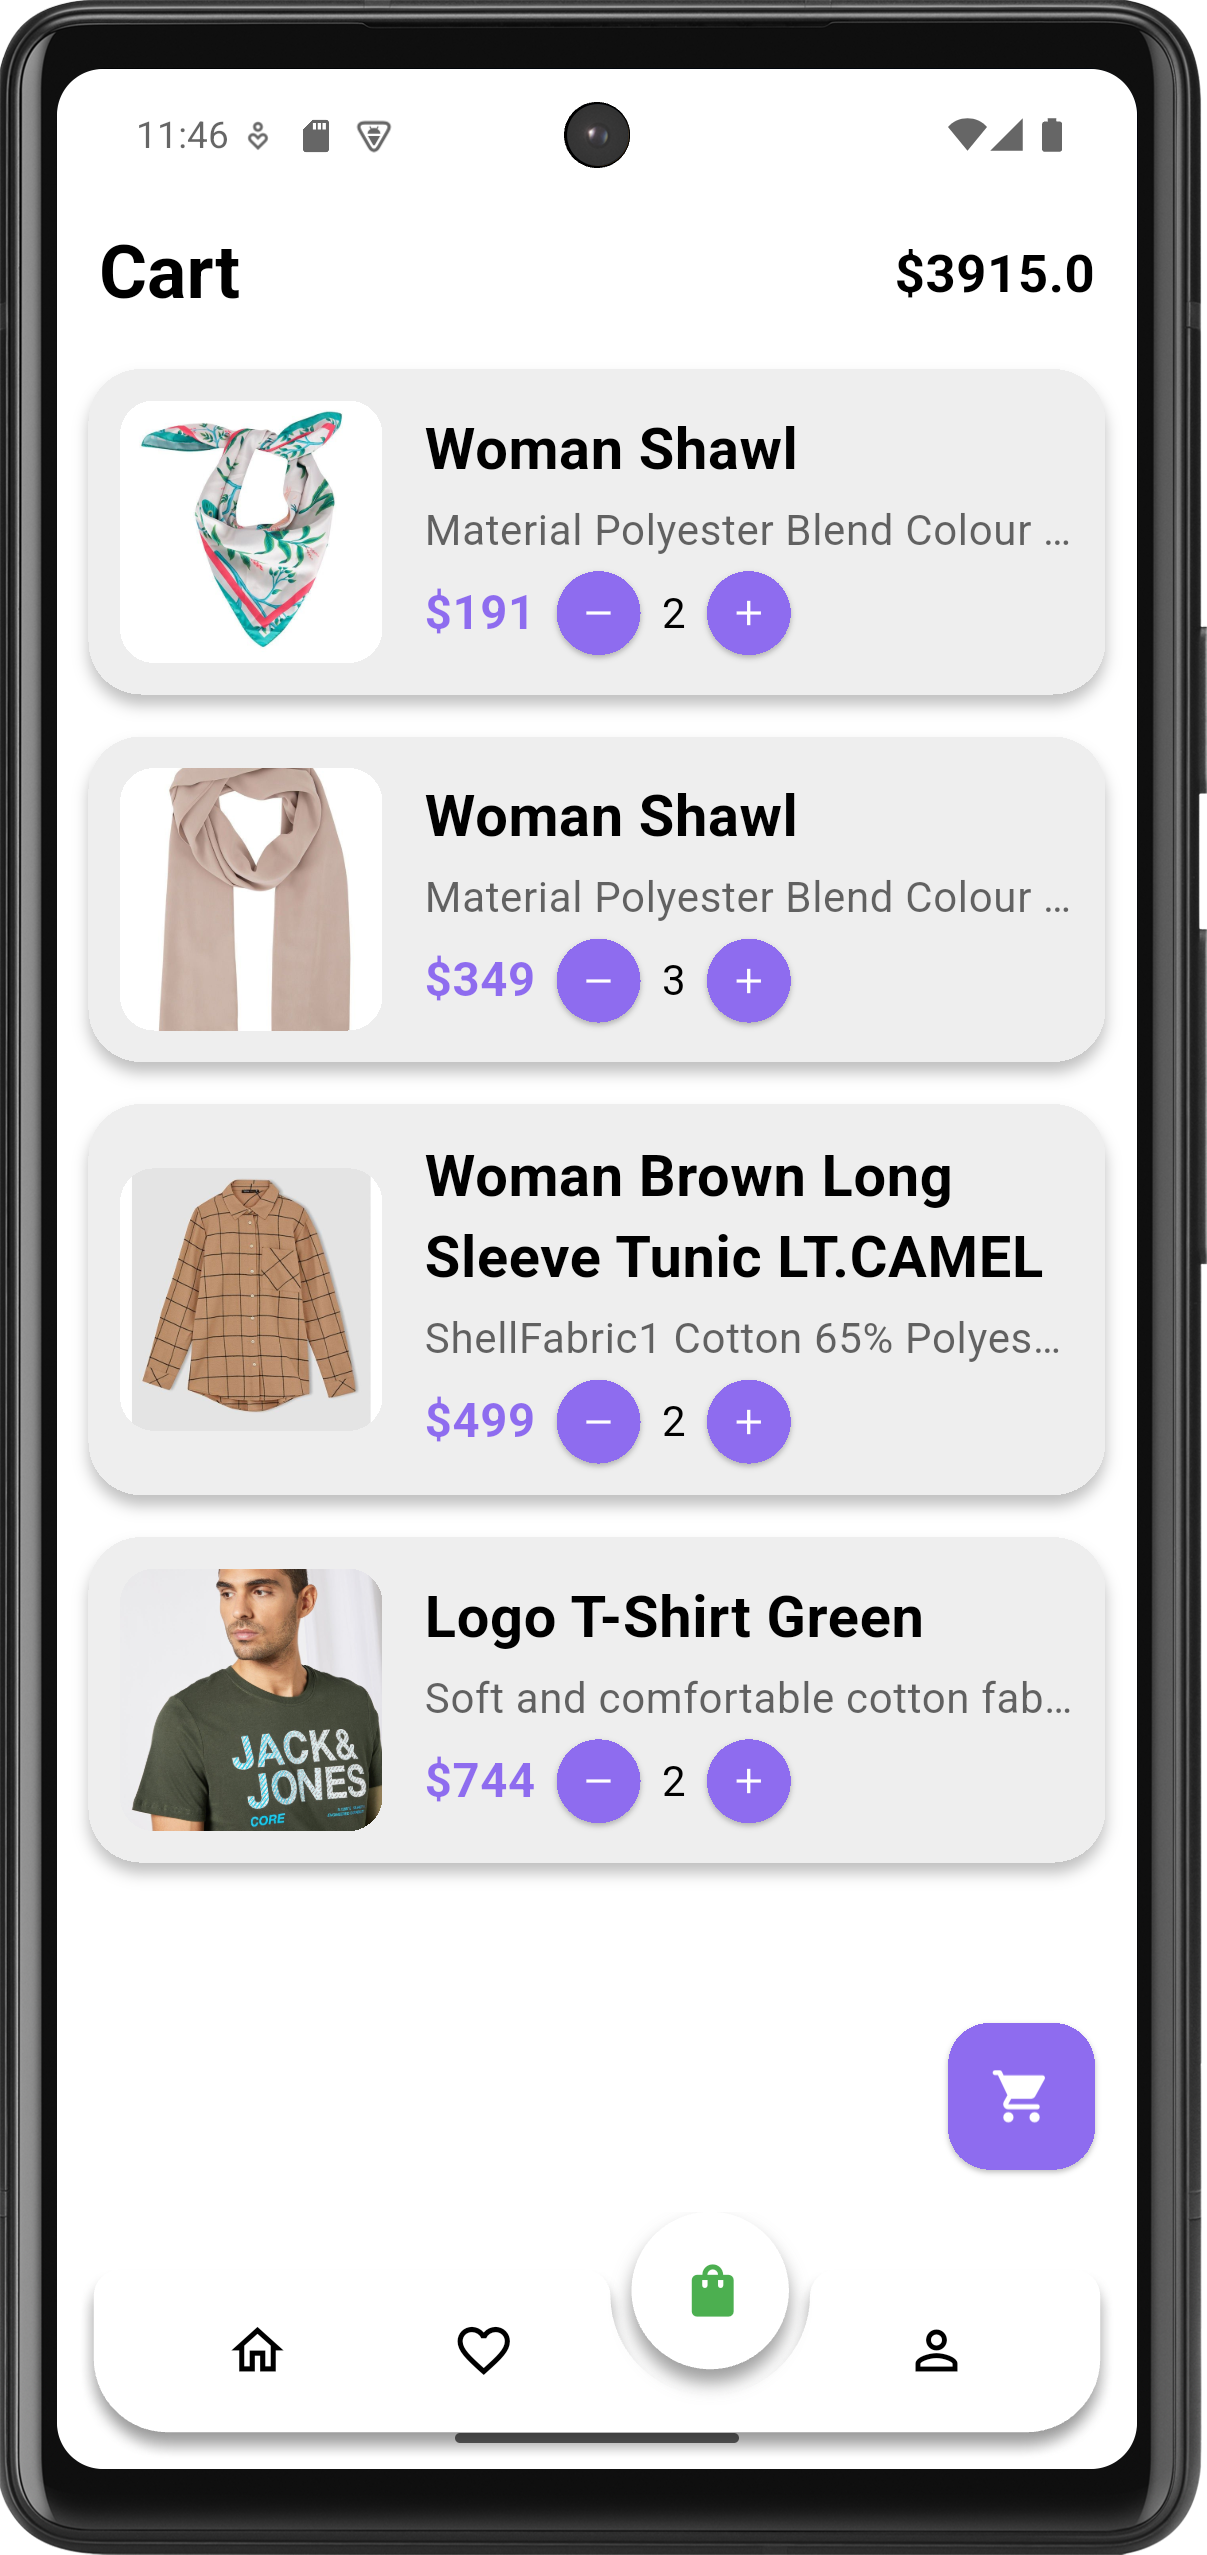 11:46
Cart
$3915.0
Woman Shawl
Material Polyester Blend Colour ...
$191
2
Woman Shawl
Material Polyester Blend Colour ...
$349
3
Woman Brown Long
Sleeve Tunic LT.CAMEL
ShellFabric1 Cotton 65% Polyes...
$499
2
Logo T-Shirt Green
Soft and comfortable cotton fab...
$744
2
JACK&
JONES
CORE